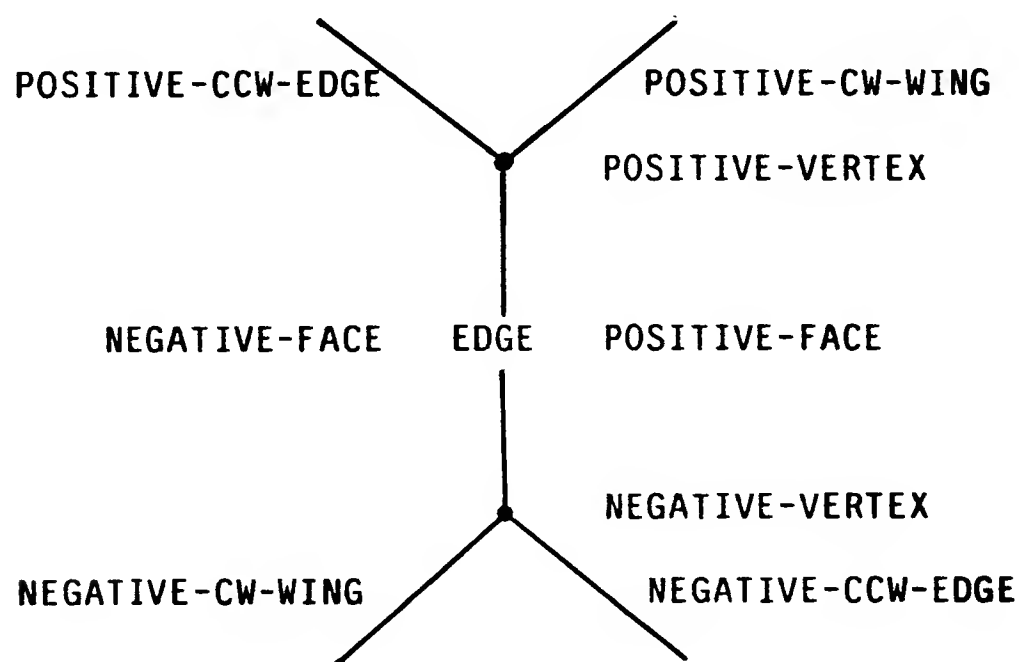 POSITIVE-CCW-EDGE POSITIVE-CW-WING
POSITIVE-VERTEX
NEGATIVE-FACE EDGE POSITIVE-FACE
NEGATIVE-VERTEX
NEGATIVE-CW-WING NEGATIVE-CCW-EDGE